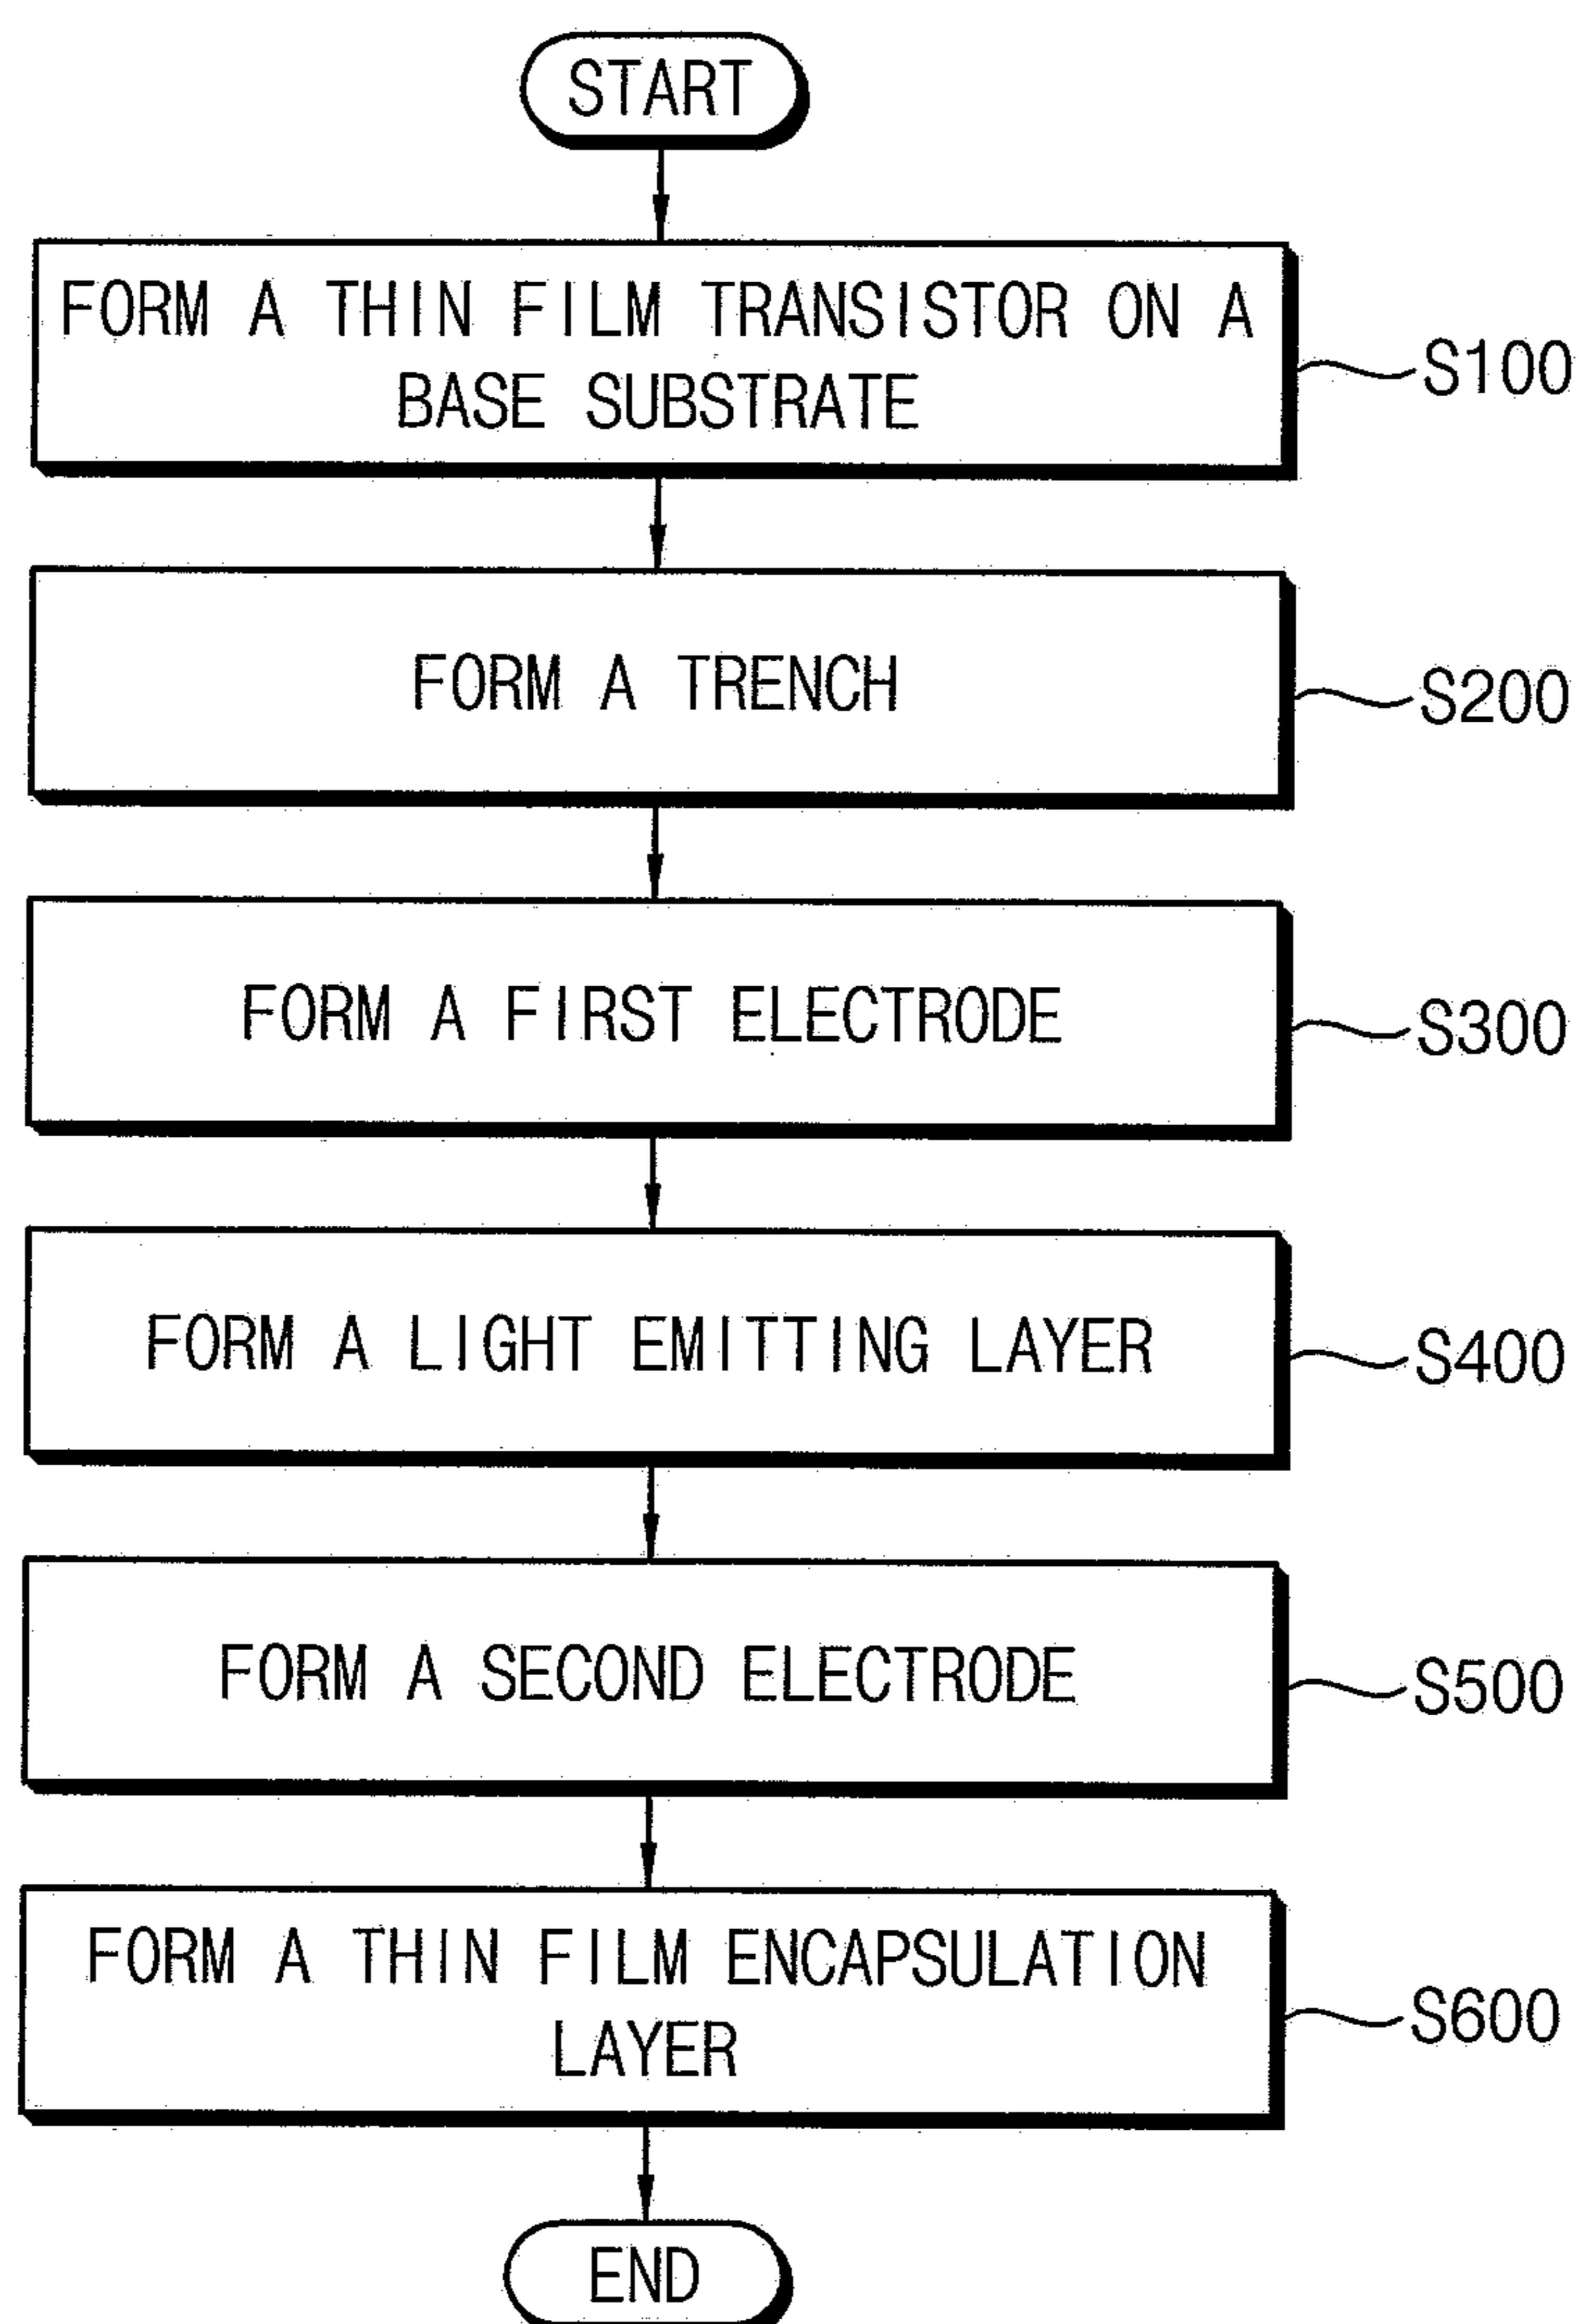 START
FORM A THIN FILM TRANSISTOR ON A
BASE SUBSTRATE
S100
FORM A TRENCH
S200
FORM A FIRST ELECTRODE
S300
FORM A LIGHT EMITTING LAYER
S400
FORM A SECOND ELECTRODE
S500
FORM A THIN FILM ENCAPSULATION
LAYER
S600
END